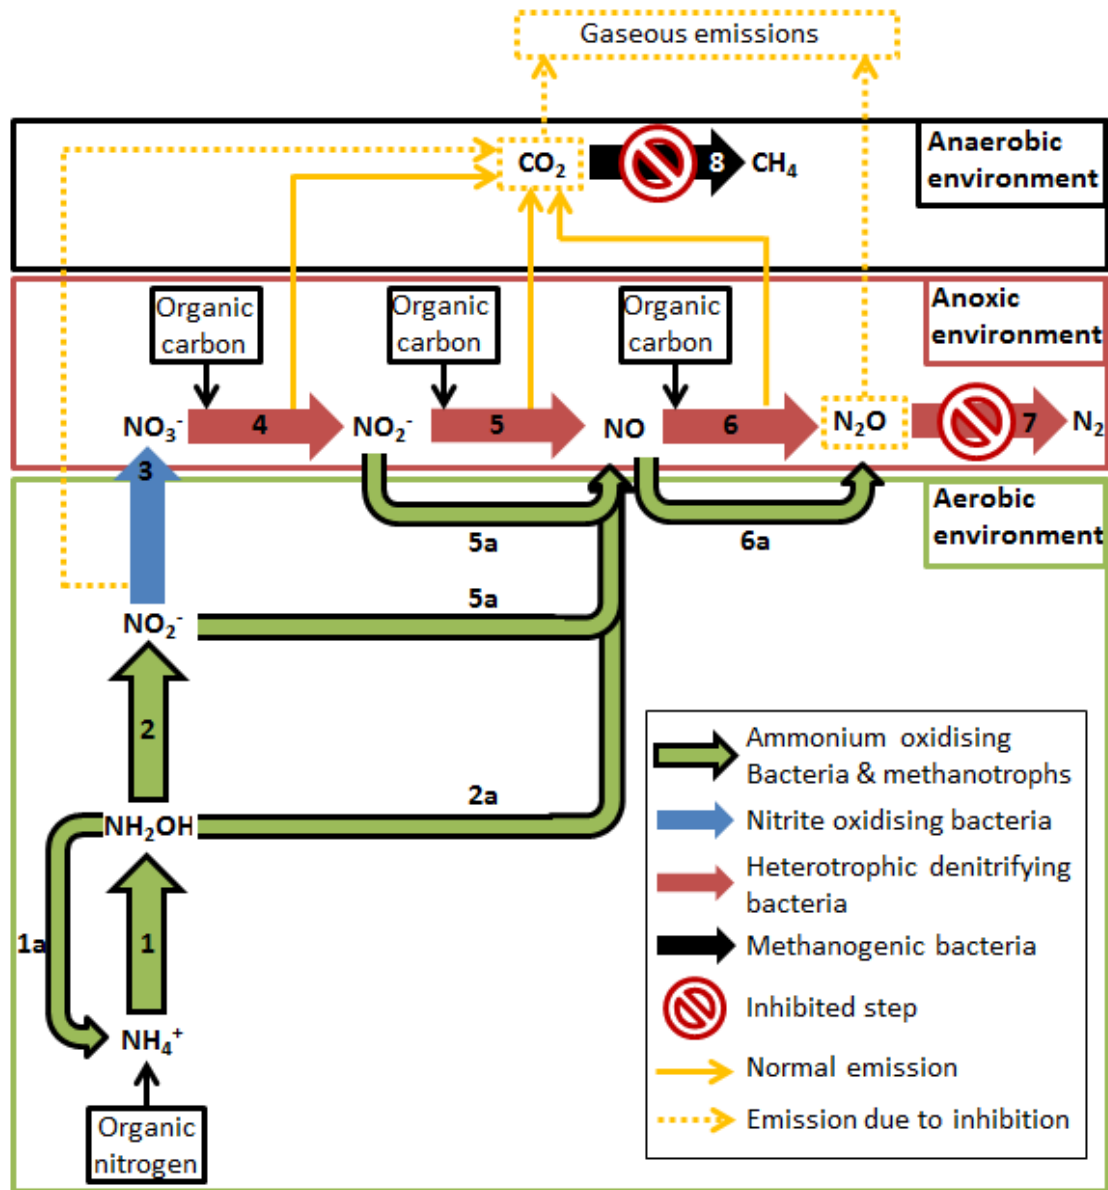 Gaseous emissions
Anaerobic
environment
CO₂
8
CH₄
Anoxic
environment
Organic
carbon
Organic
carbon
Organic
carbon
NO₃⁻
4
NO₂⁻
5
NO
6
N₂O
7
N₂
3
Aerobic
environment
5a
6a
5a
NO₂⁻
2
2a
NH₂OH
1a
1
NH₄⁺
Organic
nitrogen
Ammonium oxidising
Bacteria & methanotrophs
Nitrite oxidising bacteria
Heterotrophic denitrifying
bacteria
Methanogenic bacteria
Inhibited step
Normal emission
Emission due to inhibition